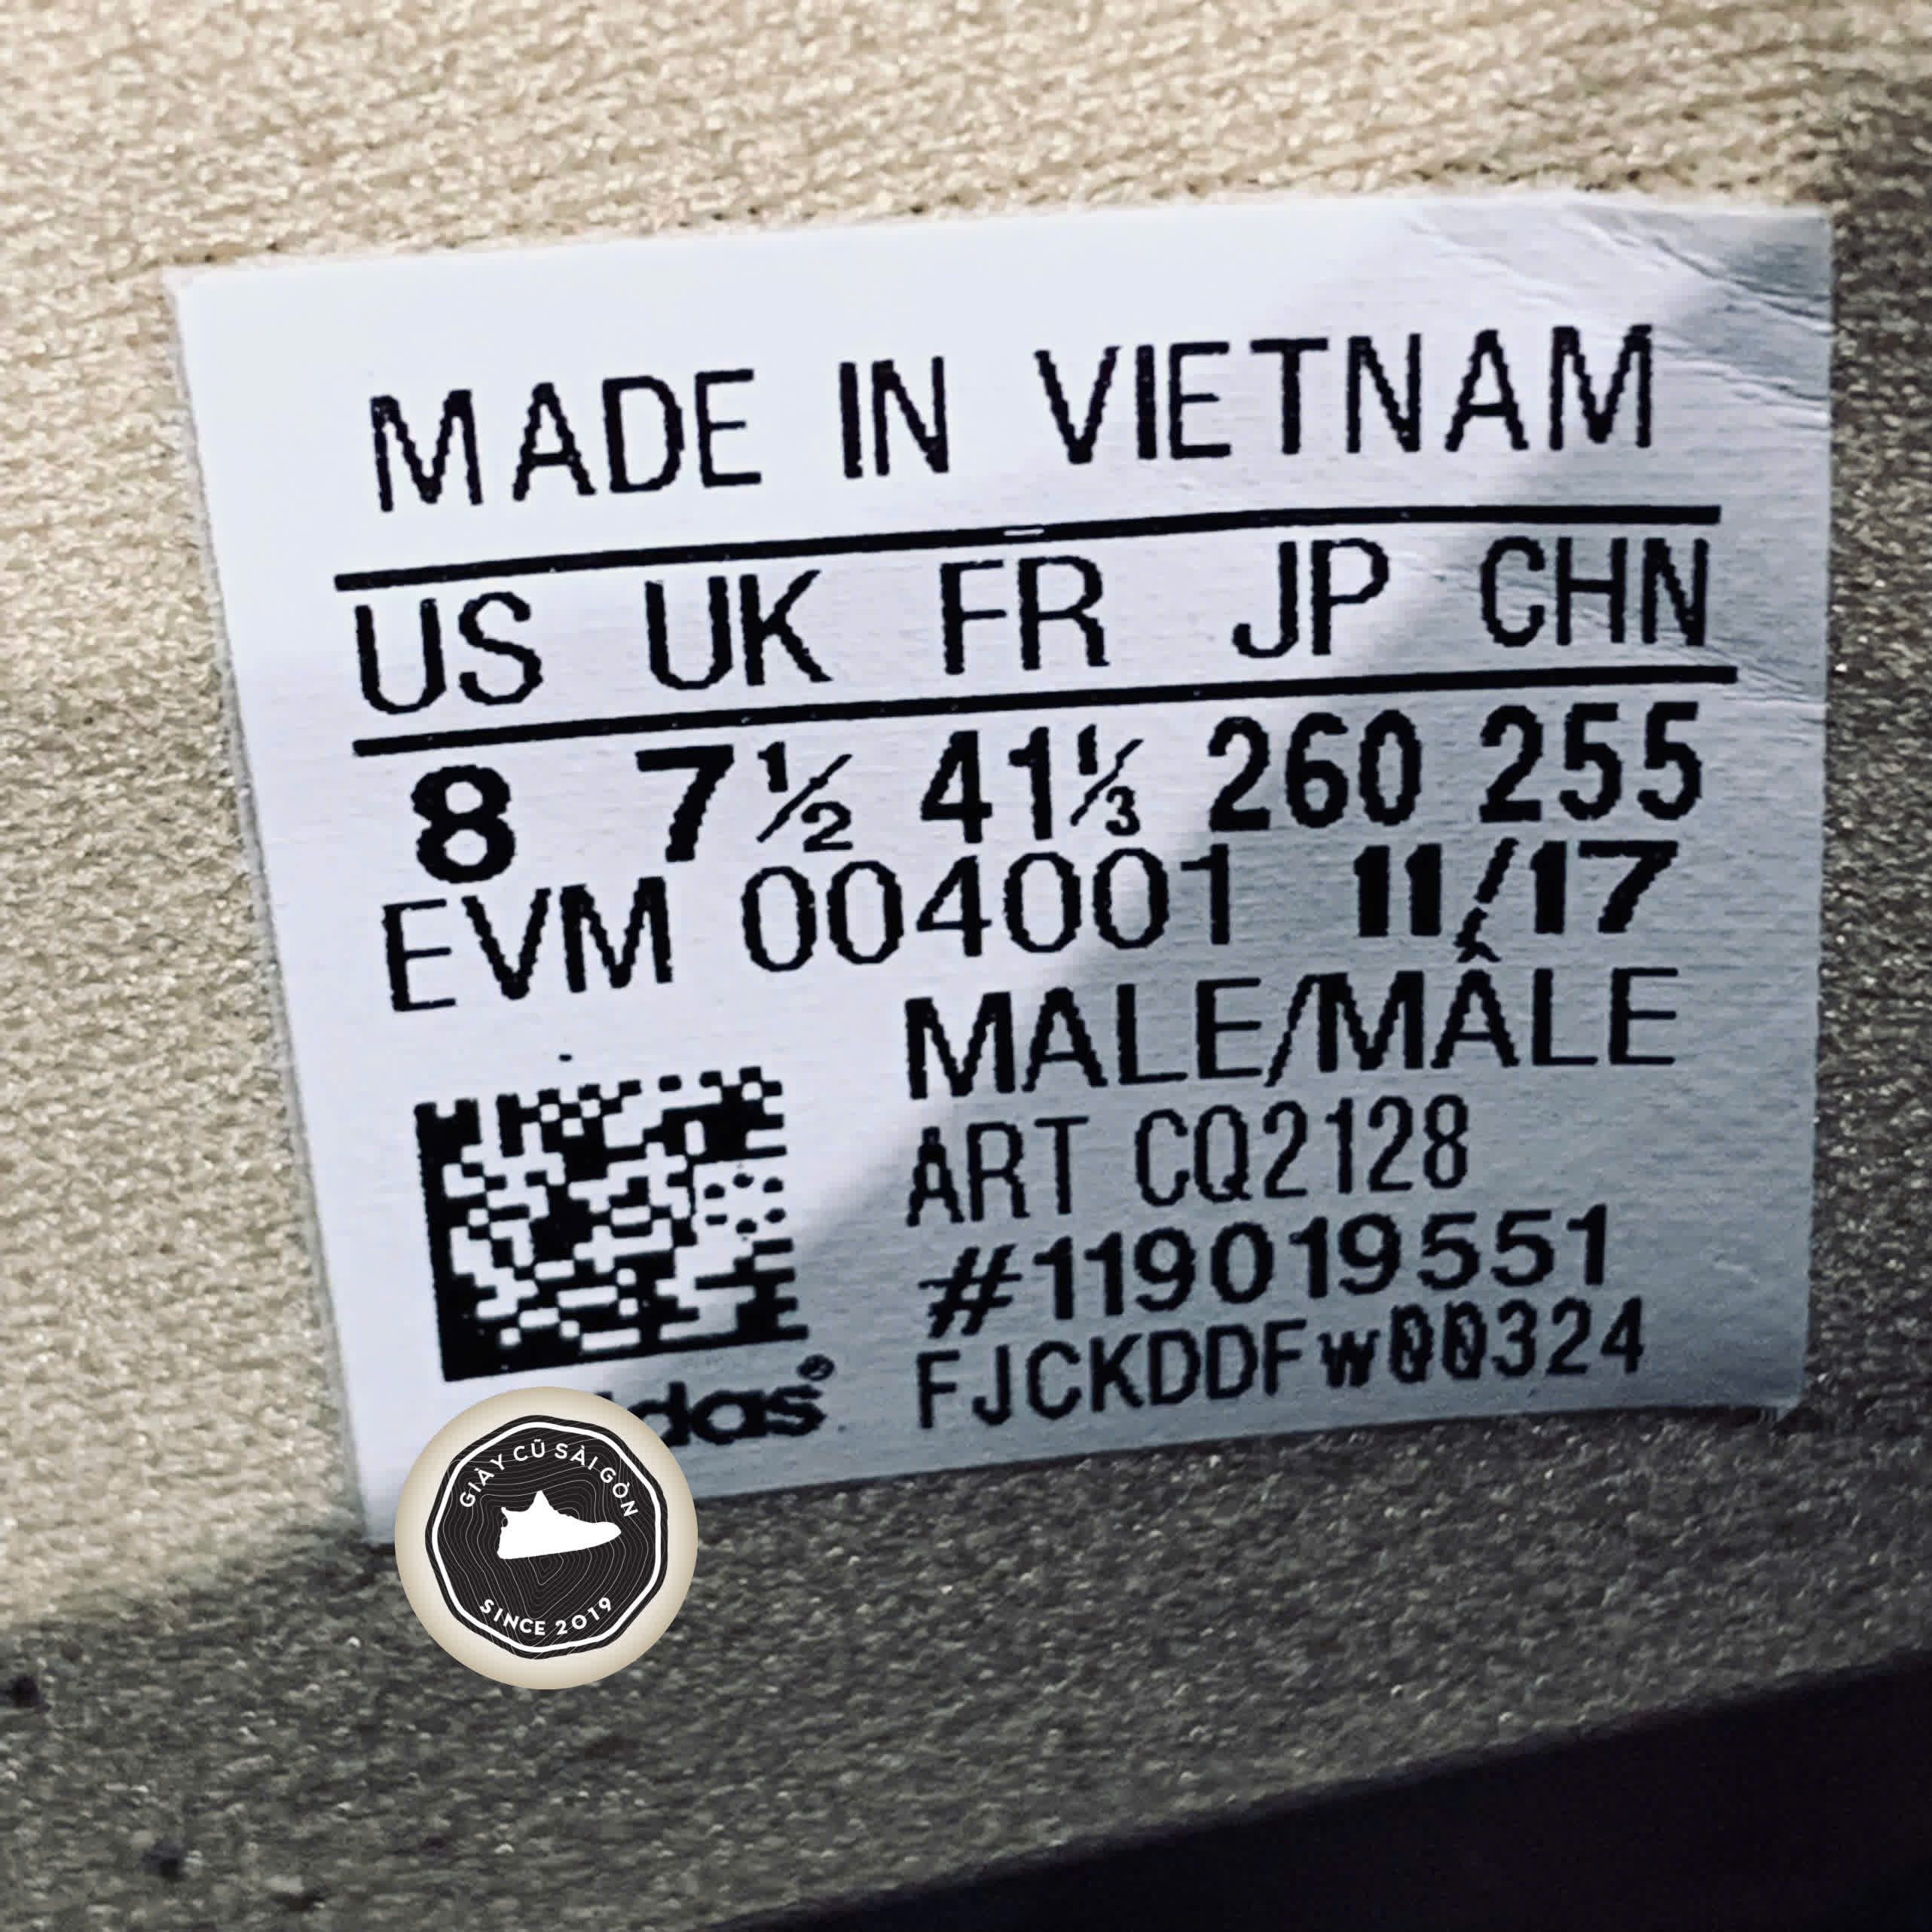 MADE IN VIETNAM
US UK FR JP CHN
8 7½ 41⅓ 260 255
EVM 004001 11/17
MALE/MÂLE
ART CQ2128
#119019551
FJCKDDFw00324
das®
GIÀY CŨ SÀI GÒN
SINCE 2019